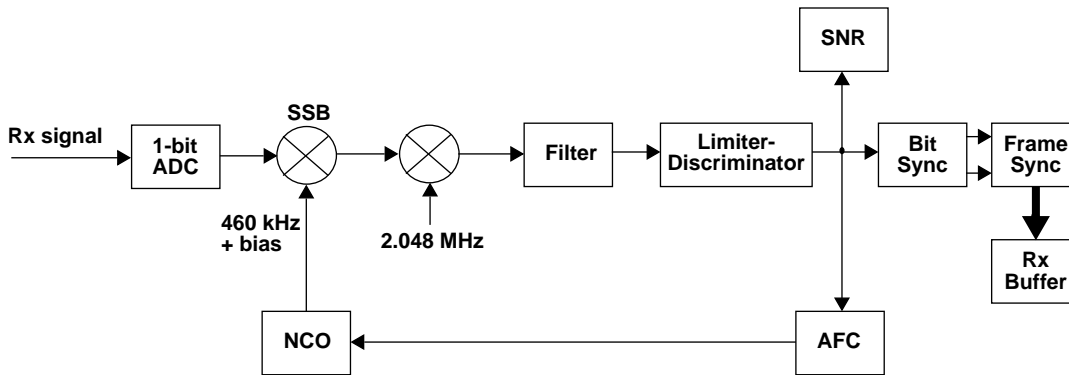 SNR
SSB
Rx signal
1-bit
ADC
Filter
Limiter-
Discriminator
Bit
Sync
Frame
Sync
460 kHz
+ bias
2.048 MHz
Rx
Buffer
NCO
AFC